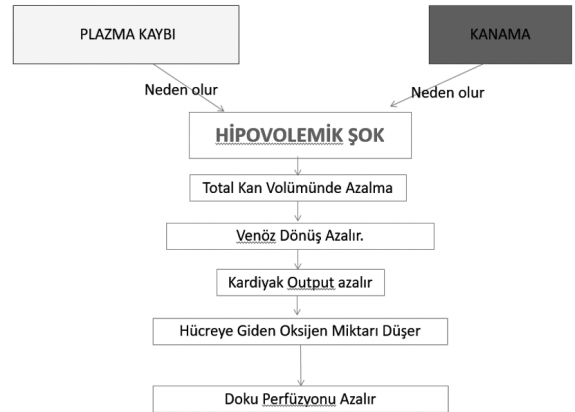 PLAZMA KAYBI
KANAMA
Neden olur
Neden olur
HİPOVOLEMİK ŞOK
Total Kan Volümünde Azalma
Venöz Dönüş Azalır.
Kardiyak Output azalır
Hücreye Giden Oksijen Miktarı Düşer
Doku Perfüzyonu Azalır